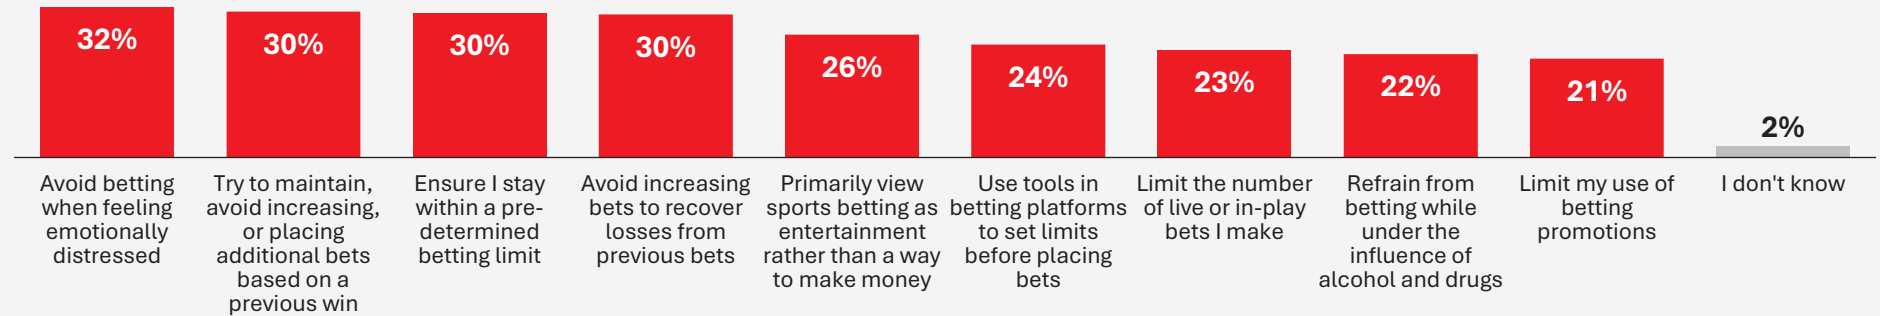 32%
30%
30%
30%
26%
24%
23%
22%
21%
2%
Avoid betting
when feeling
emotionally
distressed
Try to maintain,
avoid increasing,
or placing
additional bets
based on a
previous win
Ensure I stay
within a pre-
determined
betting limit
Avoid increasing
bets to recover
losses from
previous bets
Primarily view
sports betting as
entertainment
rather than a way
to make money
Use tools in
betting platforms
to set limits
before placing
bets
Limit the number
of live or in-play
bets I make
Refrain from
betting while
under the
influence of
alcohol and drugs
Limit my use of
betting
promotions
I don't know